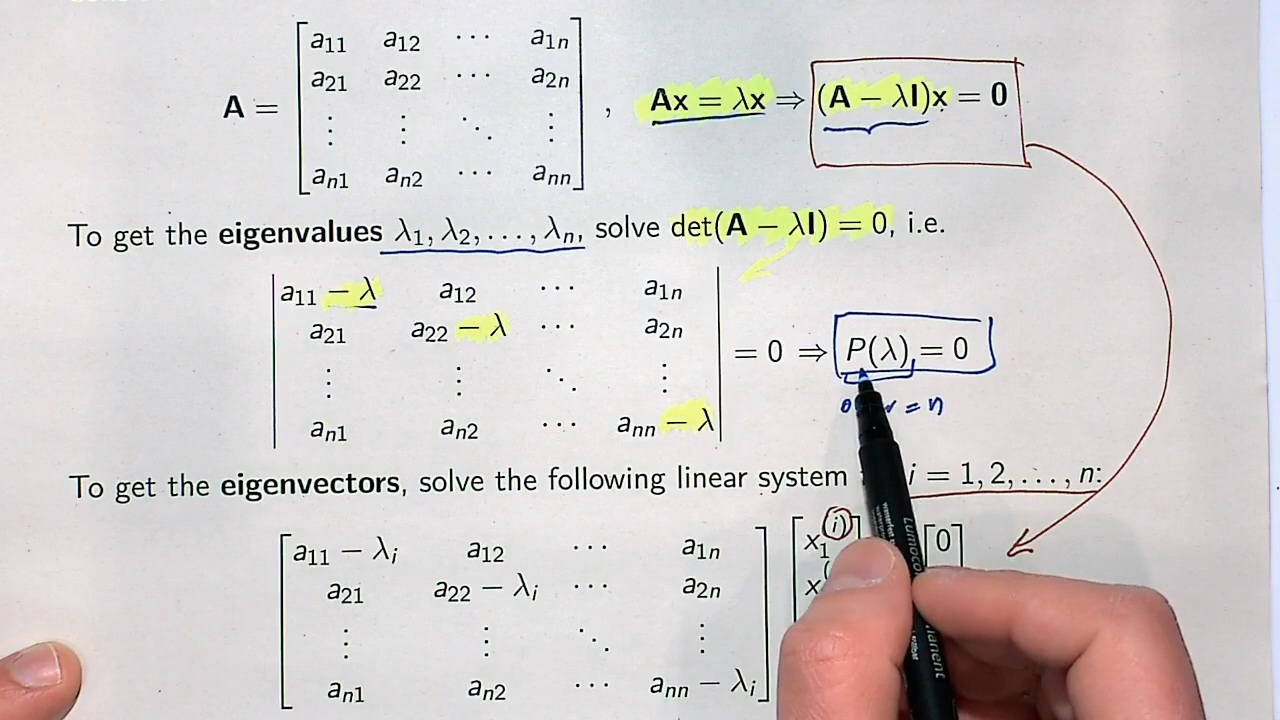 A = [ a11 a12 ⋯ a1n
a21 a22 ⋯ a2n
⋮ ⋮ ⋱ ⋮
an1 an2 ⋯ ann ] , Ax = λx ⇒ (A − λI)x = 0
To get the eigenvalues λ1, λ2, . . . , λn, solve det(A − λI) = 0, i.e.
| a11 − λ a12 ⋯ a1n
a21 a22 − λ ⋯ a2n
⋮ ⋮ ⋱ ⋮
an1 an2 ⋯ ann − λ | = 0 ⇒ P(λ) = 0
= n
To get the eigenvectors, solve the following linear system i = 1, 2, . . . , n:
[ a11 − λi a12 ⋯ a1n
a21 a22 − λi ⋯ a2n
⋮ ⋮ ⋱ ⋮
an1 an2 ⋯ ann − λi ] [ x1(i) ] [ 0 ]
x